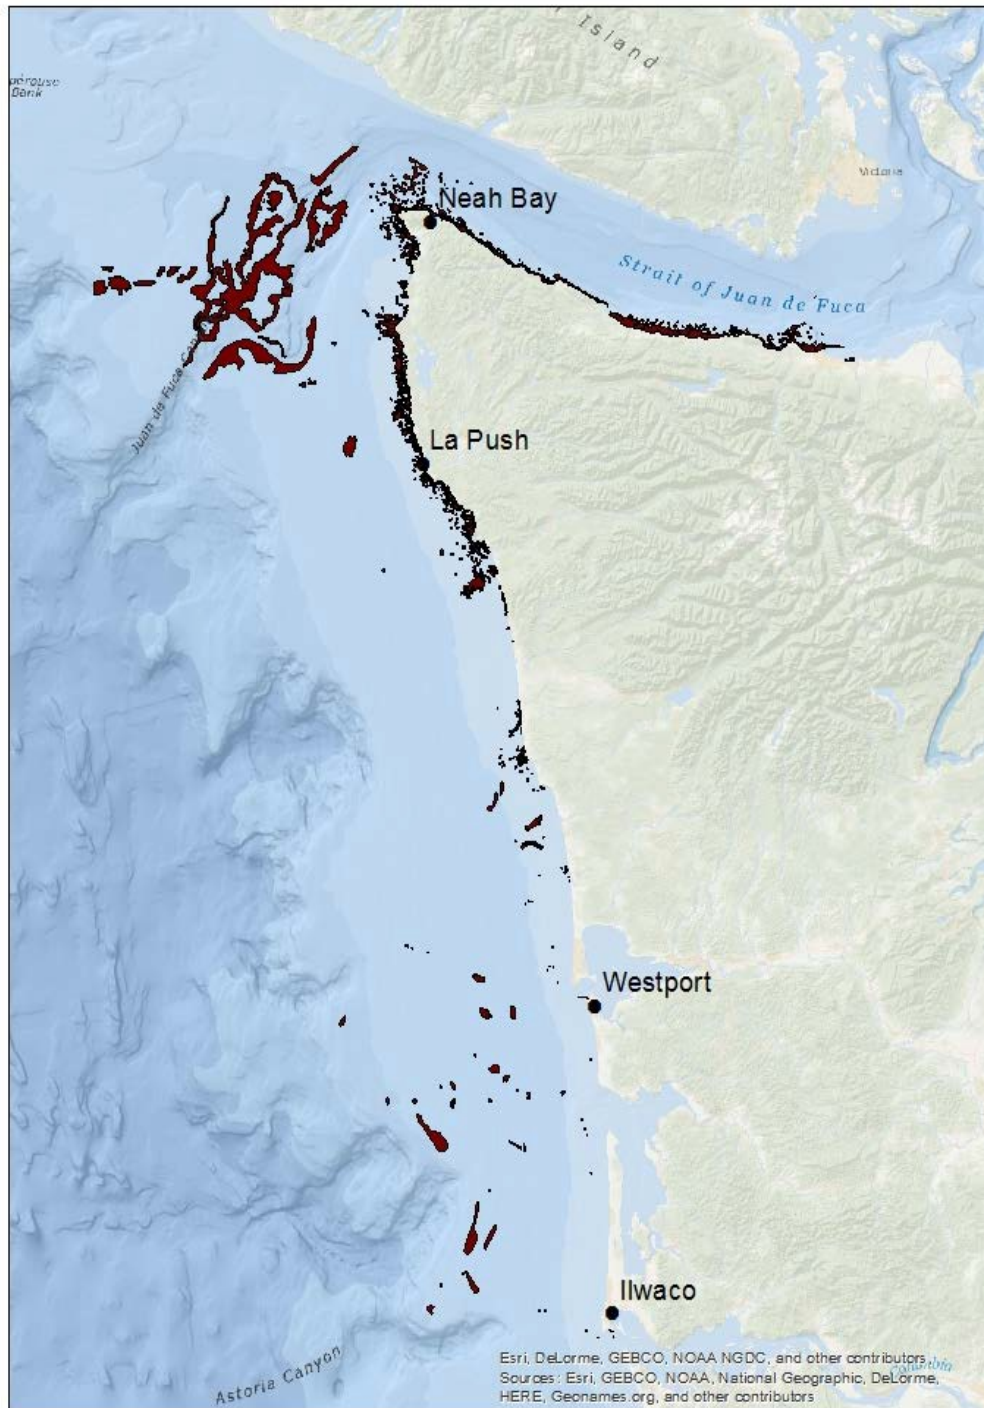 Island
Bank
Victoria
Neah Bay
Strait of Juan de Fuca
Juan de Fuca
La Push
Westport
Ilwaco
Astoria Canyon
Esri, DeLorme, GEBCO, NOAA NGDC, and other contributors
Columbia
Sources: Esri, GEBCO, NOAA, National Geographic, DeLorme,
HERE, Geonames.org, and other contributors